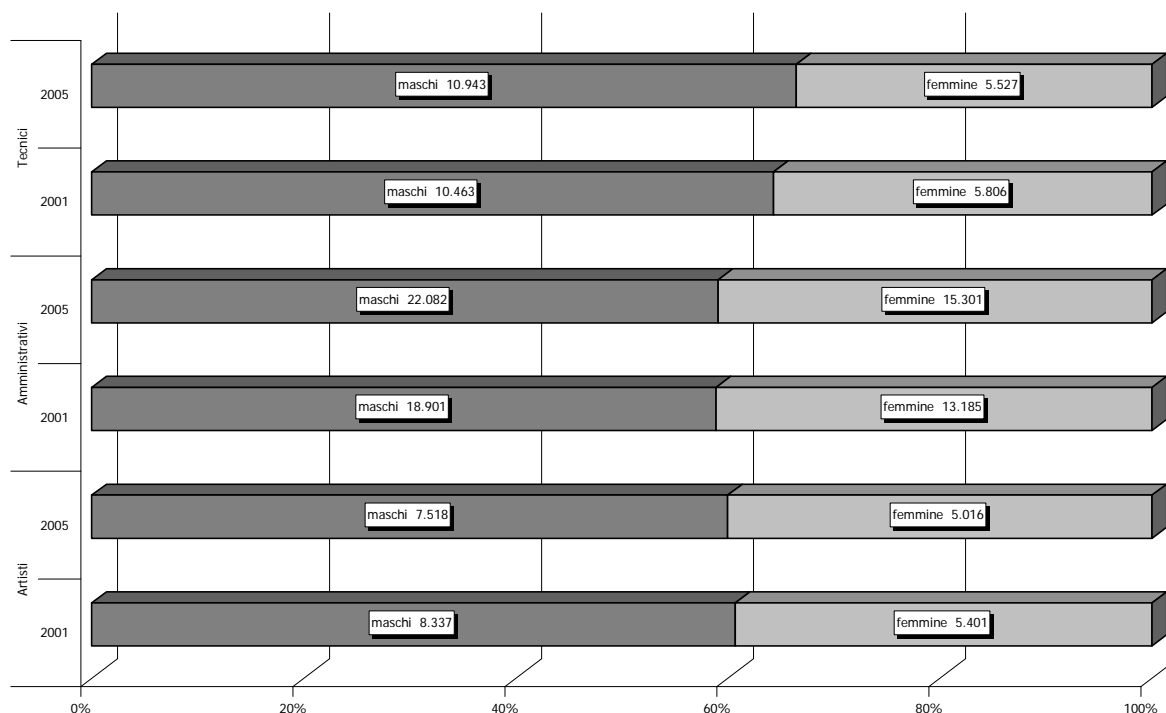 Tecnici
2005
maschi 10.943
femmine 5.527
2001
maschi 10.463
femmine 5.806
Amministrativi
2005
maschi 22.082
femmine 15.301
2001
maschi 18.901
femmine 13.185
Artisti
2005
maschi 7.518
femmine 5.016
2001
maschi 8.337
femmine 5.401
0% 20% 40% 60% 80% 100%